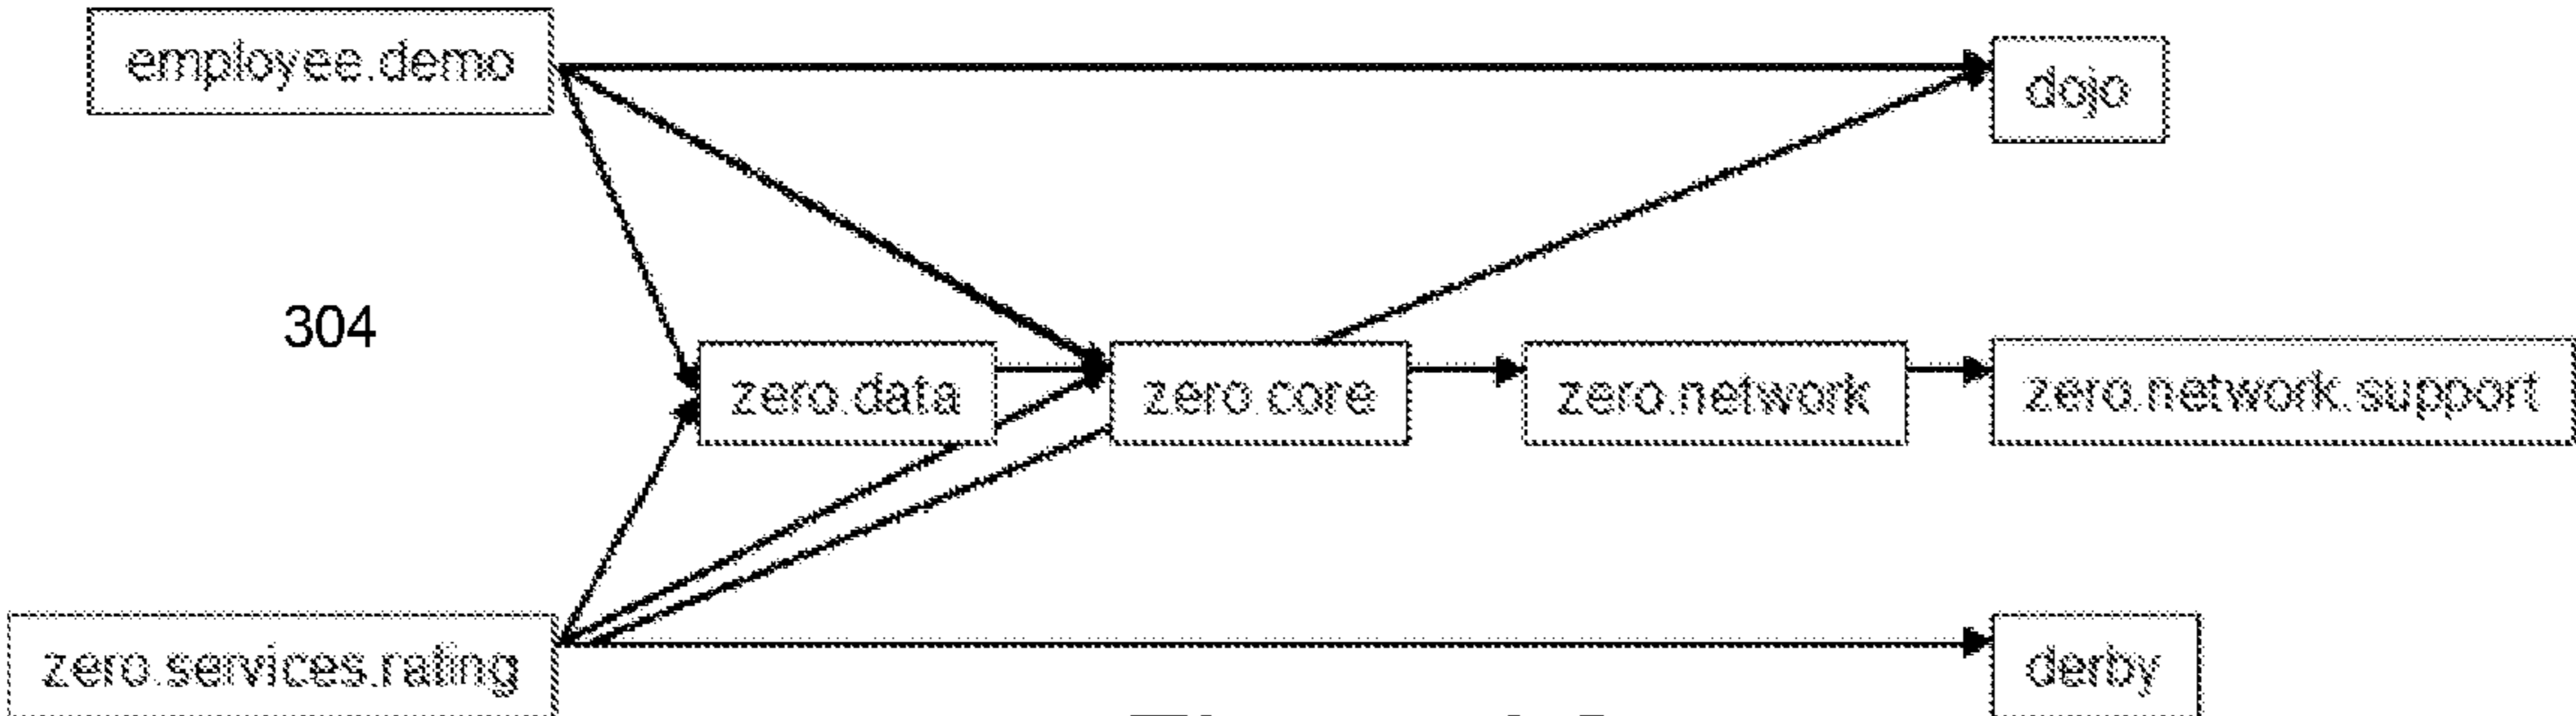 employee.demo
dojo
304
zero.data
zero.core
zero.network
zero.network.support
zero.services.rating
derby